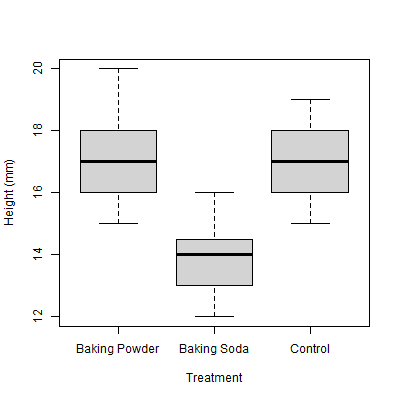 Height (mm)
20
18
16
14
12
Baking Powder
Baking Soda
Control
Treatment